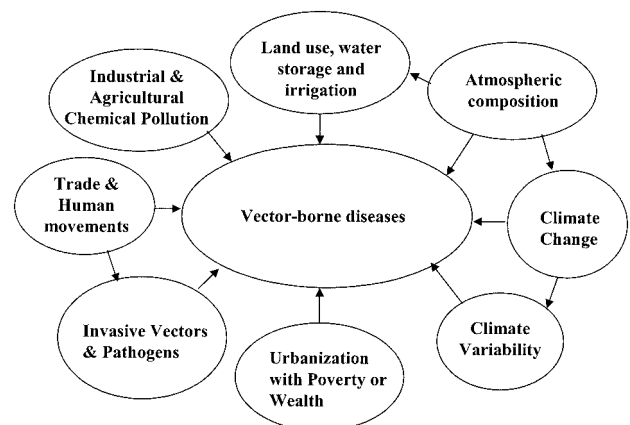 Land use, water
storage and
irrigation
Industrial &
Agricultural
Chemical Pollution
Atmospheric
composition
Trade &
Human
movements
Vector-borne diseases
Climate
Change
Invasive Vectors
& Pathogens
Urbanization
with Poverty or
Wealth
Climate
Variability